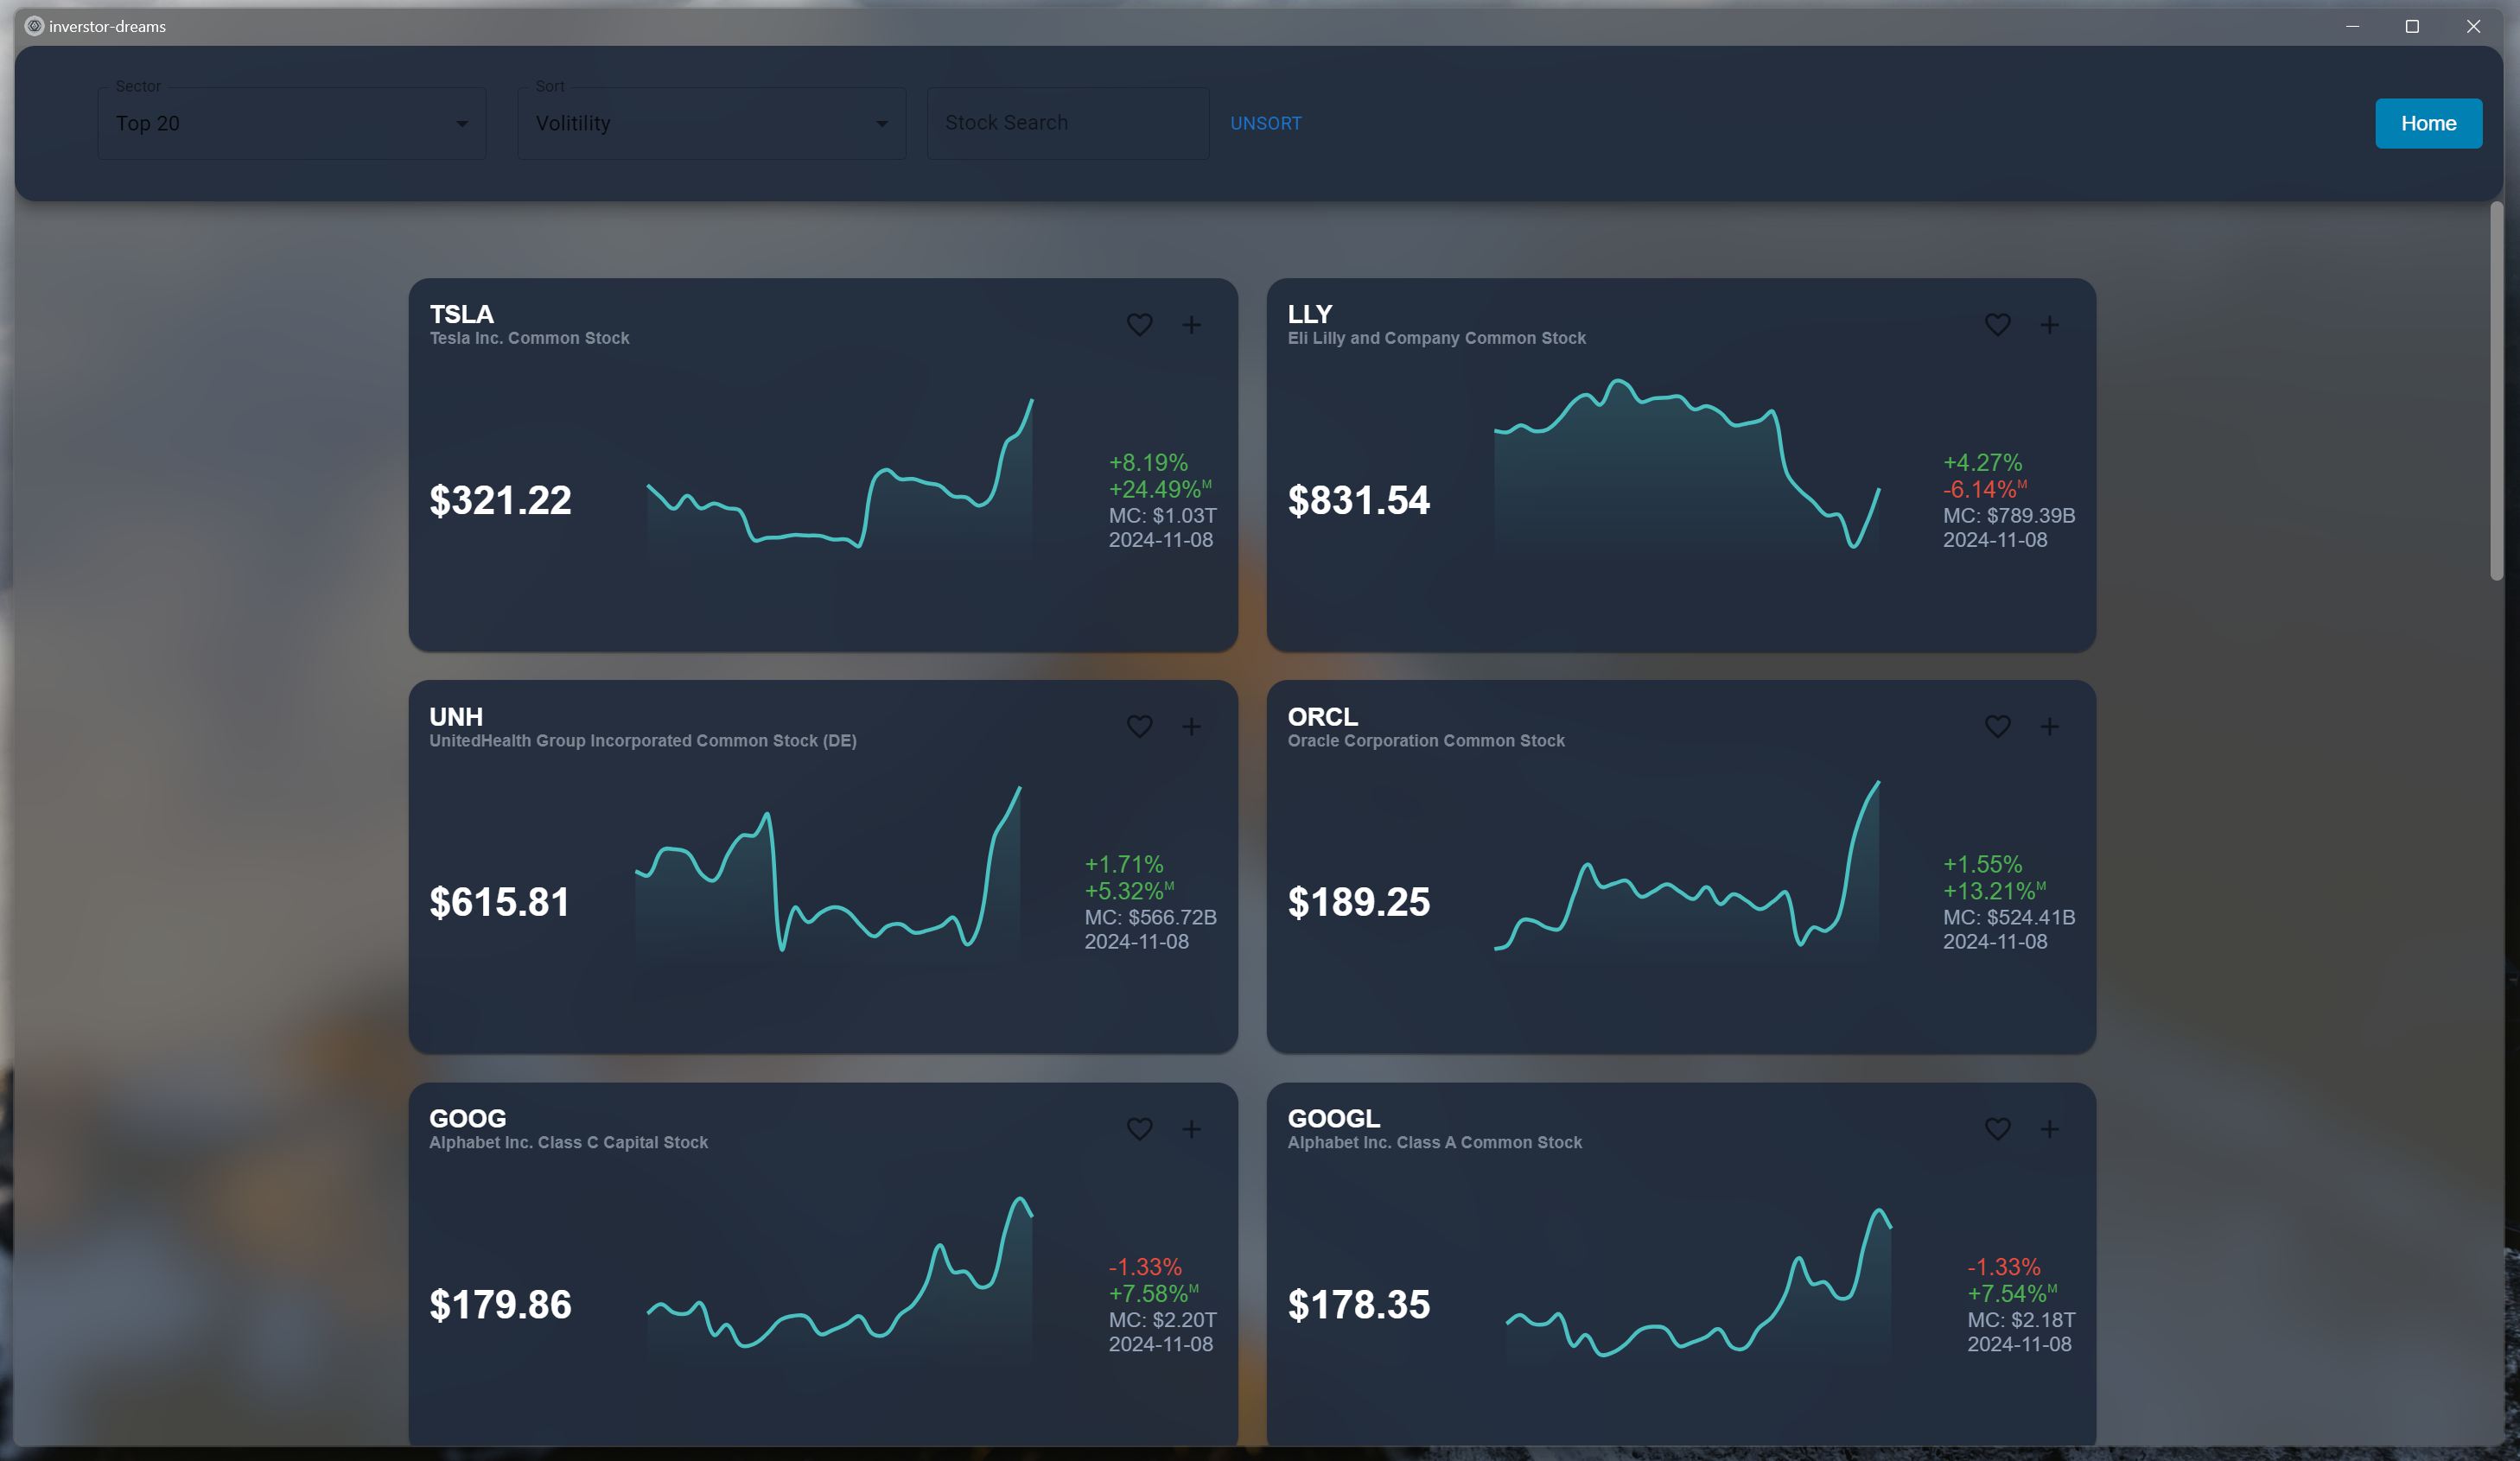 inverstor-dreams
Sector
Top 20
Sort
Volitility
Stock Search
UNSORT
Home
TSLA
Tesla Inc. Common Stock
$321.22
+8.19%
+24.49%M
MC: $1.03T
2024-11-08
LLY
Eli Lilly and Company Common Stock
$831.54
+4.27%
-6.14%M
MC: $789.39B
2024-11-08
UNH
UnitedHealth Group Incorporated Common Stock (DE)
$615.81
+1.71%
+5.32%M
MC: $566.72B
2024-11-08
ORCL
Oracle Corporation Common Stock
$189.25
+1.55%
+13.21%M
MC: $524.41B
2024-11-08
GOOG
Alphabet Inc. Class C Capital Stock
$179.86
-1.33%
+7.58%M
MC: $2.20T
2024-11-08
GOOGL
Alphabet Inc. Class A Common Stock
$178.35
-1.33%
+7.54%M
MC: $2.18T
2024-11-08